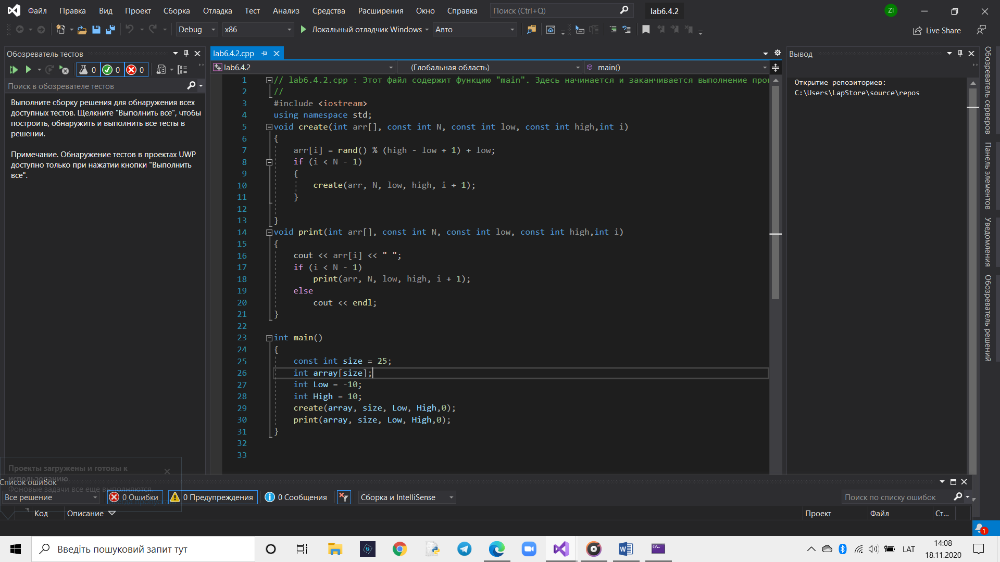 Файл Правка Вид Проект Сборка Отладка Тест Анализ Средства Расширения Окно Справка Поиск (Ctrl+Q) lab6.4.2 ZI
Debug x86 Локальный отладчик Windows Авто Live Share
Обозреватель тестов
0 0 0
Поиск в обозревателе тестов
Выполните сборку решения для обнаружения всех
доступных тестов. Щелкните "Выполнить все", чтобы
построить, обнаружить и выполнить все тесты в
решении.
Примечание. Обнаружение тестов в проектах UWP
доступно только при нажатии кнопки "Выполнить
все".
lab6.4.2.cpp
lab6.4.2 (Глобальная область) main()
1 // lab6.4.2.cpp : Этот файл содержит функцию "main". Здесь начинается и заканчивается выполнение
2 //
3 #include <iostream>
4 using namespace std;
5 void create(int arr[], const int N, const int low, const int high,int i)
6 {
7 arr[i] = rand() % (high - low + 1) + low;
8 if (i < N - 1)
9 {
10 create(arr, N, low, high, i + 1);
11 }
12
13 }
14 void print(int arr[], const int N, const int low, const int high,int i)
15 {
16 cout << arr[i] << " ";
17 if (i < N - 1)
18 print(arr, N, low, high, i + 1);
19 else
20 cout << endl;
21 }
22
23 int main()
24 {
25 const int size = 25;
26 int array[size];
27 int Low = -10;
28 int High = 10;
29 create(array, size, Low, High,0);
30 print(array, size, Low, High,0);
31 }
32
33
Вывод
Открытие репозиториев:
C:\Users\LapStore\source\repos
Обозреватель серверов
Панель элементов
Уведомления
Обозреватель решений
Проекты загружены и готовы к
использованию
Фоновые задачи все еще выполняются.
Список ошибок
Все решение 0 Ошибки 0 Предупреждения 0 Сообщения Сборка и IntelliSense Поиск по списку ошибок
Код Описание Проект Файл Ст...
1
Введіть пошуковий запит тут
LAT
14:08
18.11.2020